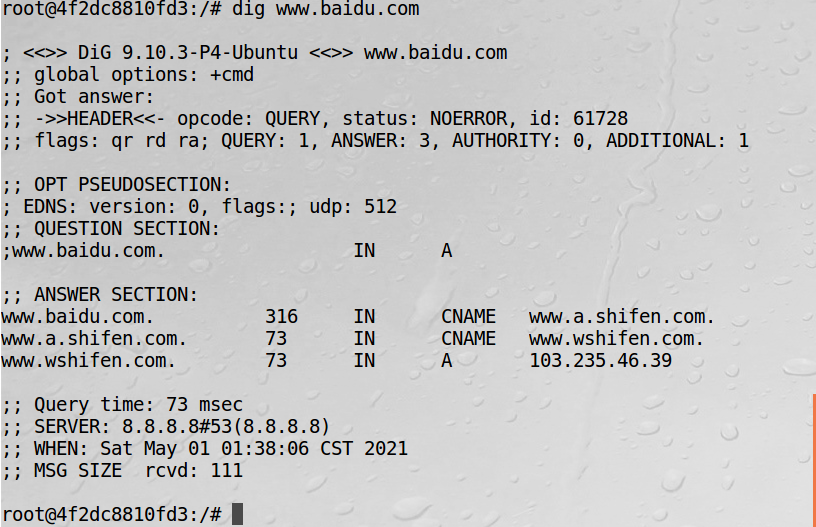 root@4f2dc8810fd3:/# dig www.baidu.com
; <<>> DiG 9.10.3-P4-Ubuntu <<>> www.baidu.com
;; global options: +cmd
;; Got answer:
;; ->>HEADER<<- opcode: QUERY, status: NOERROR, id: 61728
;; flags: qr rd ra; QUERY: 1, ANSWER: 3, AUTHORITY: 0, ADDITIONAL: 1
;; OPT PSEUDOSECTION:
; EDNS: version: 0, flags:; udp: 512
;; QUESTION SECTION:
;www.baidu.com. IN A
;; ANSWER SECTION:
www.baidu.com. 316 IN CNAME www.a.shifen.com.
www.a.shifen.com. 73 IN CNAME www.wshifen.com.
www.wshifen.com. 73 IN A 103.235.46.39
;; Query time: 73 msec
;; SERVER: 8.8.8.8#53(8.8.8.8)
;; WHEN: Sat May 01 01:38:06 CST 2021
;; MSG SIZE rcvd: 111
root@4f2dc8810fd3:/#